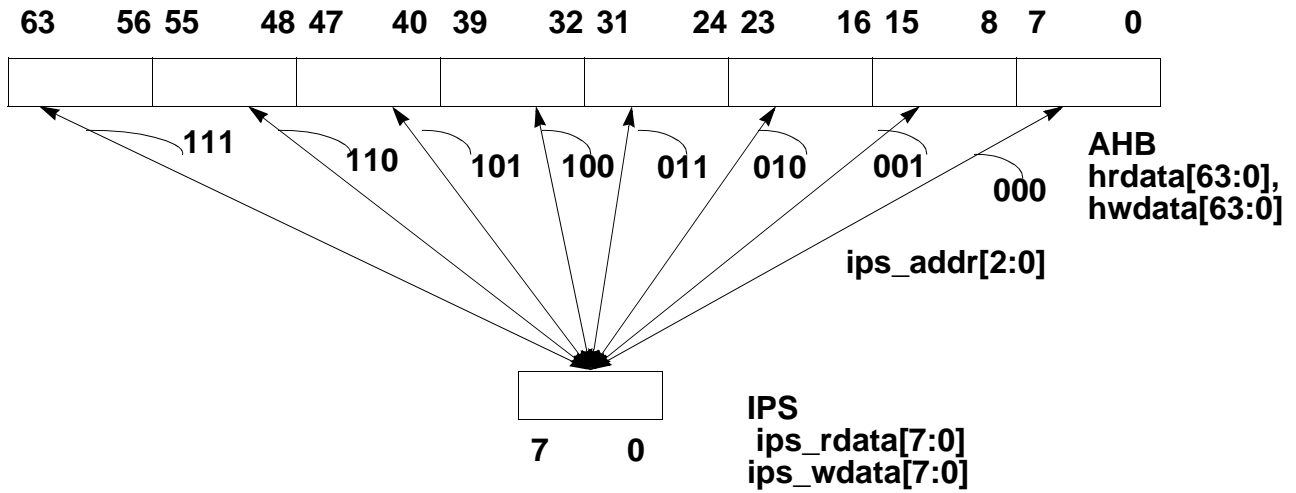 63 56 55 48 47 40 39 32 31 24 23 16 15 8 7 0
111 110 101 100 011 010 001 000
AHB
hrdata[63:0],
hwdata[63:0]
ips_addr[2:0]
7 0
IPS
ips_rdata[7:0]
ips_wdata[7:0]